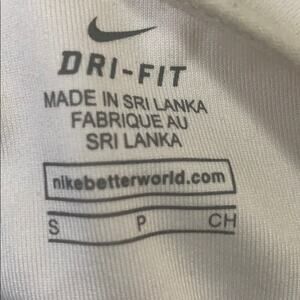 DRI-FIT
MADE IN SRI LANKA
FABRIQUE AU
SRI LANKA
nikebetterworld.com
S P CH